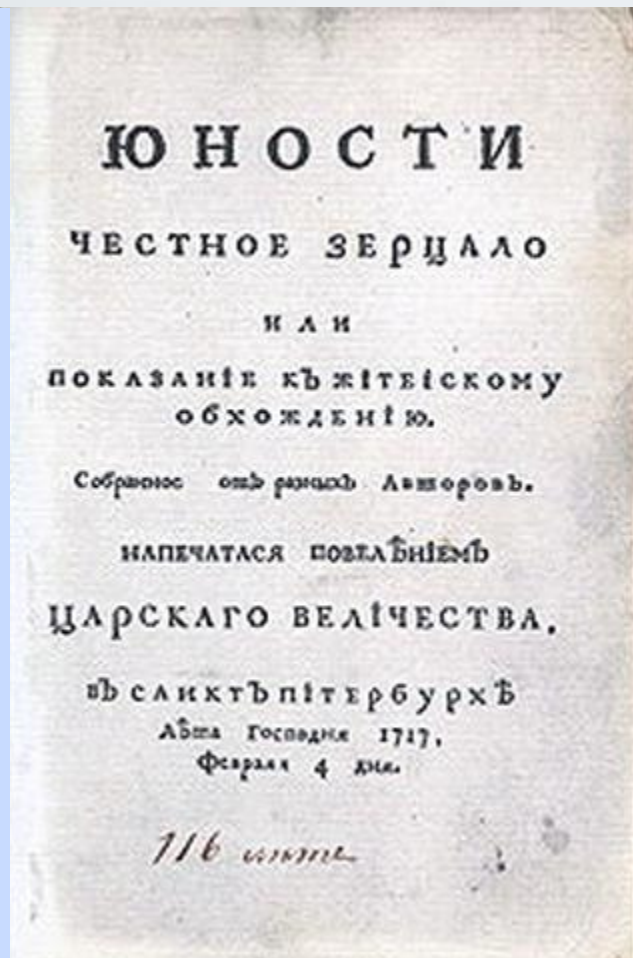 ЮНОСТИ
ЧЕСТНОЕ ЗЕРЦАЛО
ИЛИ
ПОКАЗАНІЕ КЪ ЖІТЕІСКОМУ
ОБХОЖДЕНІЮ.
Собранное отъ разныхъ Авторовъ.
НАПЕЧАТАСЯ ПОВЕЛѢНІЕМЪ
ЦАРСКАГО ВЕЛІЧЕСТВА,
ВЪ САНКТЪПІТЕРБУРХѢ
Лѣта Господня 1717,
Февраля 4 дня.
116